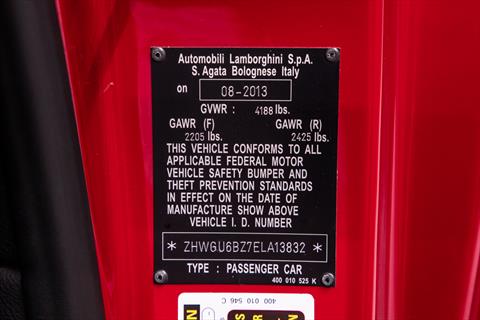 Automobili Lamborghini S.p.A.
S. Agata Bolognese Italy
on 08-2013
GVWR : 4188 lbs.
GAWR (F) GAWR (R)
2205 lbs. 2425 lbs.
THIS VEHICLE CONFORMS TO ALL
APPLICABLE FEDERAL MOTOR
VEHICLE SAFETY BUMPER AND
THEFT PREVENTION STANDARDS
IN EFFECT ON THE DATE OF
MANUFACTURE SHOW ABOVE
VEHICLE I. D. NUMBER
* ZHWGU6BZ7ELA13832 *
TYPE : PASSENGER CAR
400 010 525 K
400 010 546 C